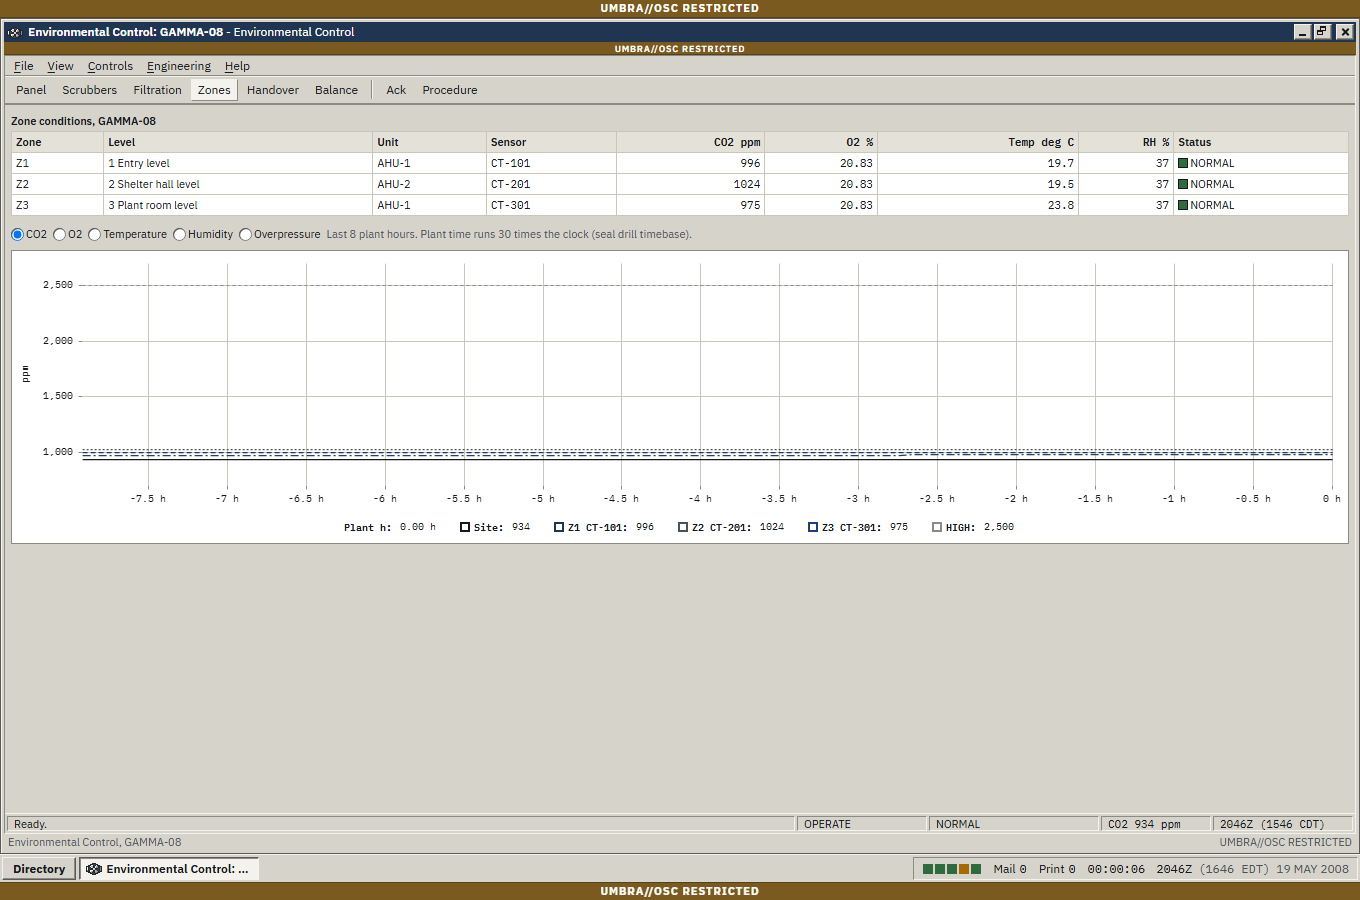 UMBRA//OSC RESTRICTED
Environmental Control: GAMMA-08 - Environmental Control
UMBRA//OSC RESTRICTED
File View Controls Engineering Help
Panel Scrubbers Filtration Zones Handover Balance Ack Procedure
Zone conditions, GAMMA-08
Zone Level Unit Sensor CO2 ppm O2 % Temp deg C RH % Status
Z1 1 Entry level AHU-1 CT-101 996 20.83 19.7 37 NORMAL
Z2 2 Shelter hall level AHU-2 CT-201 1024 20.83 19.5 37 NORMAL
Z3 3 Plant room level AHU-1 CT-301 975 20.83 23.8 37 NORMAL
CO2 O2 Temperature Humidity Overpressure Last 8 plant hours. Plant time runs 30 times the clock (seal drill timebase).
2,500
2,000
ppm
1,500
1,000
-7.5 h -7 h -6.5 h -6 h -5.5 h -5 h -4.5 h -4 h -3.5 h -3 h -2.5 h -2 h -1.5 h -1 h -0.5 h 0 h
Plant h: 0.00 h Site: 934 Z1 CT-101: 996 Z2 CT-201: 1024 Z3 CT-301: 975 HIGH: 2,500
Ready. OPERATE NORMAL CO2 934 ppm 2046Z (1546 CDT)
Environmental Control, GAMMA-08 UMBRA//OSC RESTRICTED
Directory Environmental Control: ... Mail 0 Print 0 00:00:06 2046Z (1646 EDT) 19 MAY 2008
UMBRA//OSC RESTRICTED